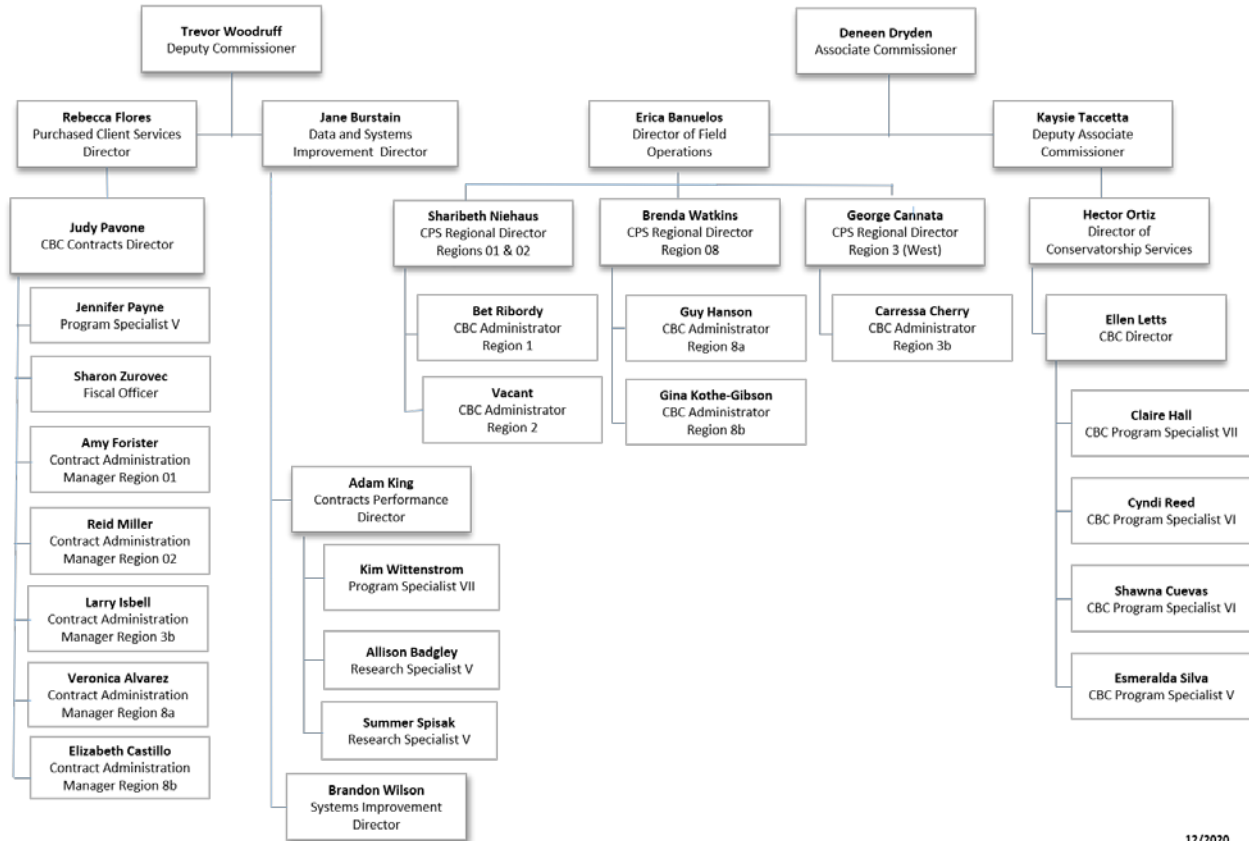 Trevor Woodruff
Deputy Commissioner
Deneen Dryden
Associate Commissioner
Rebecca Flores
Purchased Client Services
Director
Jane Burstain
Data and Systems
Improvement Director
Erica Banuelos
Director of Field
Operations
Kaysie Taccetta
Deputy Associate
Commissioner
Judy Pavone
CBC Contracts Director
Sharibeth Niehaus
CPS Regional Director
Regions 01 & 02
Brenda Watkins
CPS Regional Director
Region 08
George Cannata
CPS Regional Director
Region 3 (West)
Hector Ortiz
Director of
Conservatorship Services
Jennifer Payne
Program Specialist V
Sharon Zurovec
Fiscal Officer
Amy Forister
Contract Administration
Manager Region 01
Reid Miller
Contract Administration
Manager Region 02
Larry Isbell
Contract Administration
Manager Region 3b
Veronica Alvarez
Contract Administration
Manager Region 8a
Elizabeth Castillo
Contract Administration
Manager Region 8b
Adam King
Contracts Performance
Director
Kim Wittenstrom
Program Specialist VII
Allison Badgley
Research Specialist V
Summer Spisak
Research Specialist V
Brandon Wilson
Systems Improvement
Director
Bet Ribordy
CBC Administrator
Region 1
Vacant
CBC Administrator
Region 2
Guy Hanson
CBC Administrator
Region 8a
Gina Kothe-Gibson
CBC Administrator
Region 8b
Carressa Cherry
CBC Administrator
Region 3b
Ellen Letts
CBC Director
Claire Hall
CBC Program Specialist VII
Cyndi Reed
CBC Program Specialist VI
Shawna Cuevas
CBC Program Specialist VI
Esmeralda Silva
CBC Program Specialist V
12/2020